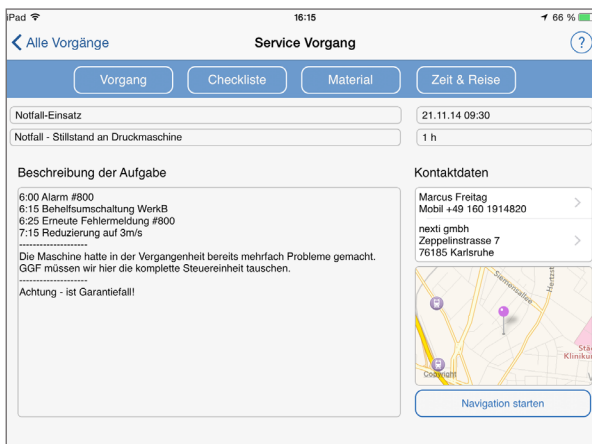 iPad
16:15
66 %
Alle Vorgänge
Service Vorgang
?
Vorgang
Checkliste
Material
Zeit & Reise
Notfall-Einsatz
21.11.14 09:30
Notfall - Stillstand an Druckmaschine
1 h
Beschreibung der Aufgabe
6:00 Alarm #800
6:15 Behelfsumschaltung WerkB
6:25 Erneute Fehlermeldung #800
7:15 Reduzierung auf 3m/s
--------------------
Die Maschine hatte in der Vergangenheit bereits mehrfach Probleme gemacht.
GGF müssen wir hier die komplette Steuereinheit tauschen.
--------------------
Achtung - ist Garantiefall!
Kontaktdaten
Marcus Freitag
Mobil +49 160 1914820
nexti gmbh
Zeppelinstrasse 7
76185 Karlsruhe
Siemensallee
Hertzst
Stä
Kliniku
Copyright
Navigation starten